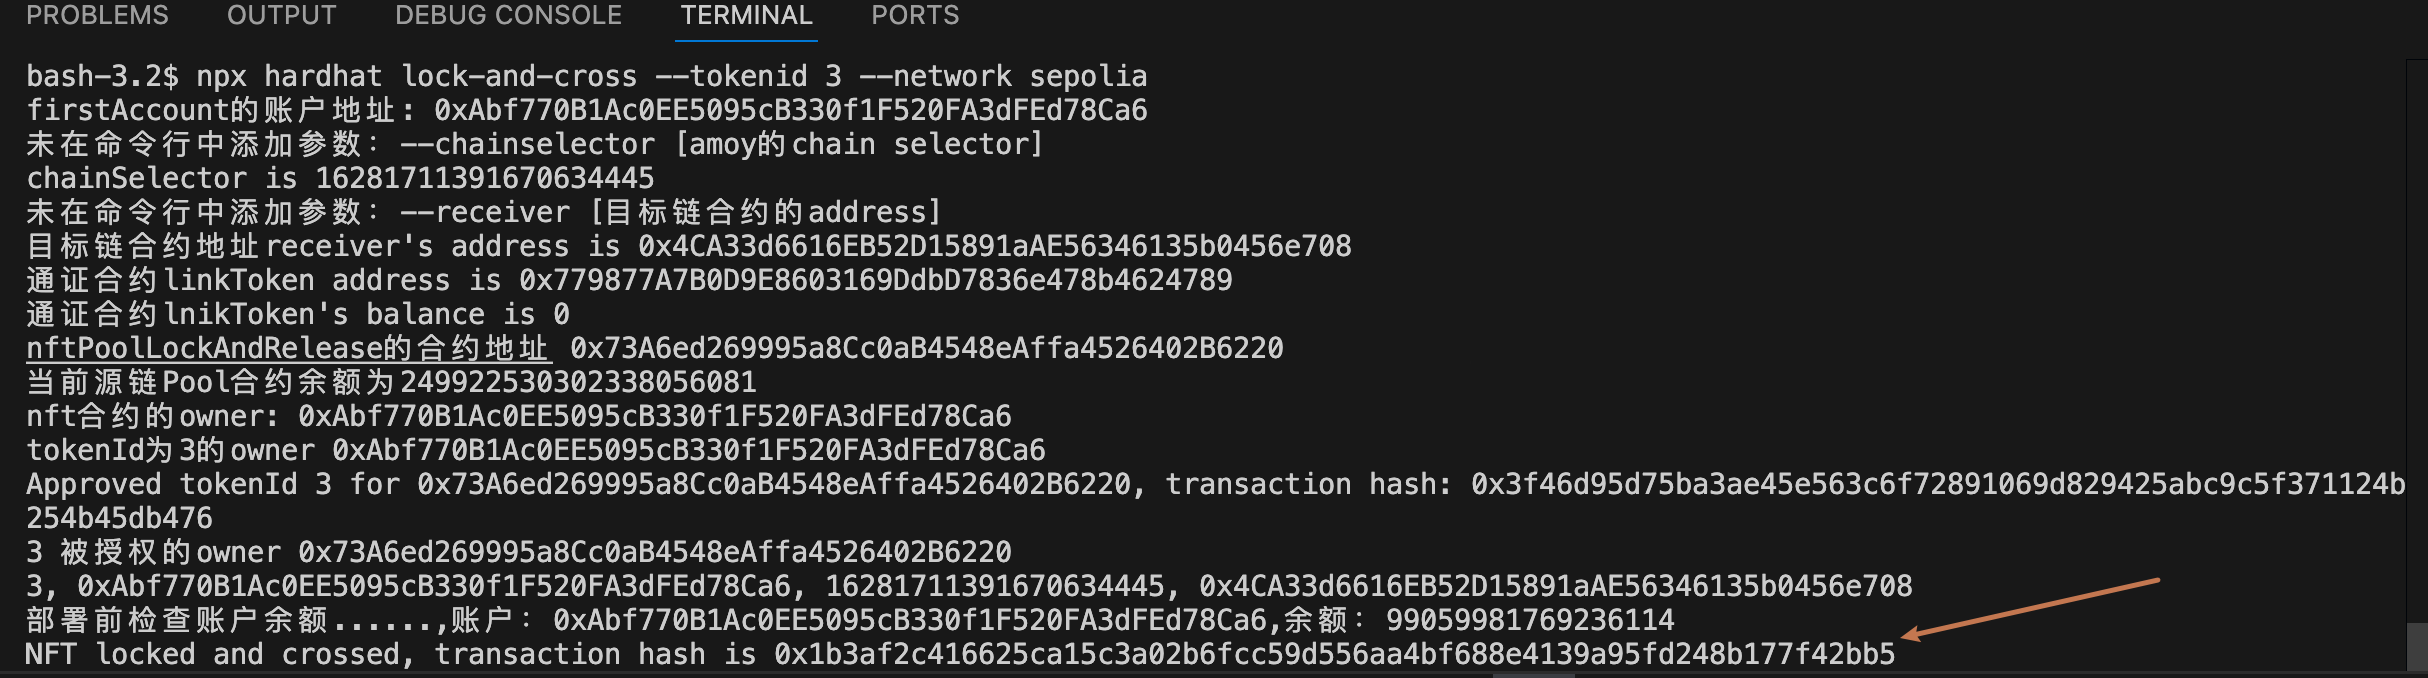 PROBLEMS OUTPUT DEBUG CONSOLE TERMINAL PORTS
bash-3.2$ npx hardhat lock-and-cross --tokenid 3 --network sepolia
firstAccount的账户地址: 0xAbf770B1Ac0EE5095cB330f1F520FA3dFEd78Ca6
未在命令行中添加参数: --chainselector [amoy的chain selector]
chainSelector is 16281711391670634445
未在命令行中添加参数: --receiver [目标链合约的address]
目标链合约地址receiver's address is 0x4CA33d6616EB52D15891aAE56346135b0456e708
通证合约linkToken address is 0x779877A7B0D9E8603169DdbD7836e478b4624789
通证合约lnikToken's balance is 0
nftPoolLockAndRelease的合约地址 0x73A6ed269995a8Cc0aB4548eAffa4526402B6220
当前源链Pool合约余额为249922530302338056081
nft合约的owner: 0xAbf770B1Ac0EE5095cB330f1F520FA3dFEd78Ca6
tokenId为3的owner 0xAbf770B1Ac0EE5095cB330f1F520FA3dFEd78Ca6
Approved tokenId 3 for 0x73A6ed269995a8Cc0aB4548eAffa4526402B6220, transaction hash: 0x3f46d95d75ba3ae45e563c6f72891069d829425abc9c5f371124b
254b45db476
3 被授权的owner 0x73A6ed269995a8Cc0aB4548eAffa4526402B6220
3, 0xAbf770B1Ac0EE5095cB330f1F520FA3dFEd78Ca6, 16281711391670634445, 0x4CA33d6616EB52D15891aAE56346135b0456e708
部署前检查账户余额......,账户: 0xAbf770B1Ac0EE5095cB330f1F520FA3dFEd78Ca6,余额: 99059981769236114
NFT locked and crossed, transaction hash is 0x1b3af2c416625ca15c3a02b6fcc59d556aa4bf688e4139a95fd248b177f42bb5